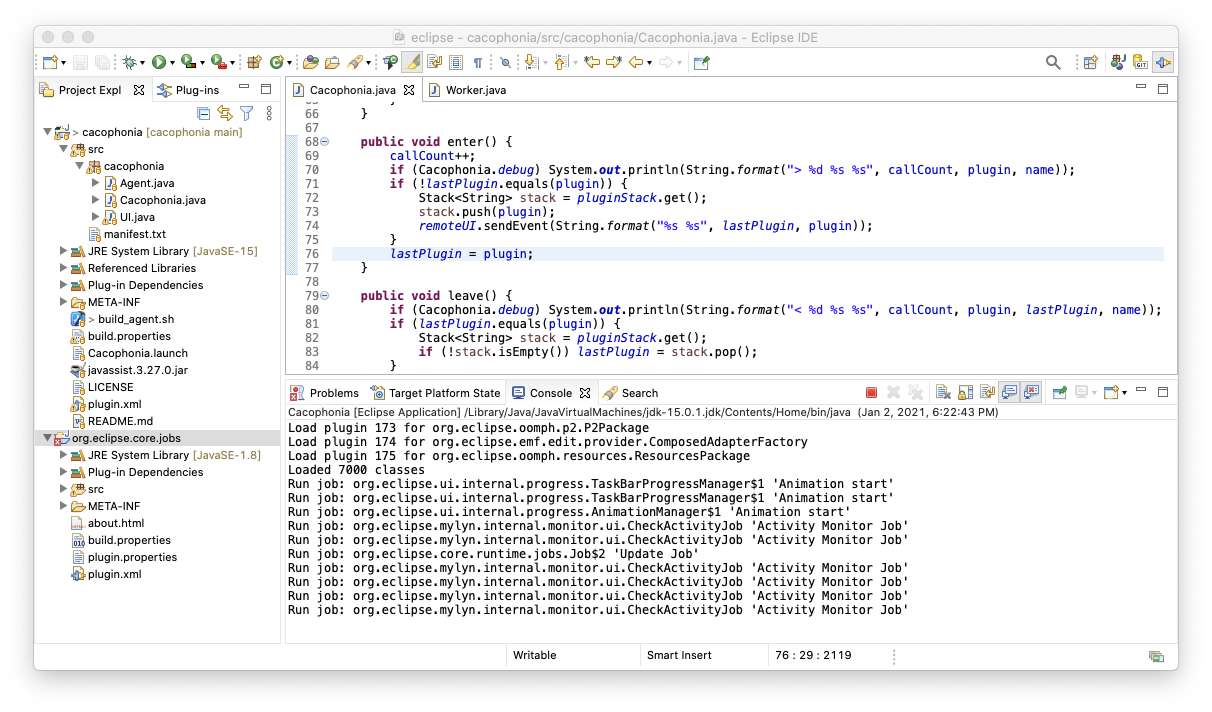 eclipse - cacophonia/src/cacophonia/Cacophonia.java - Eclipse IDE
Project Expl
Plug-ins
> cacophonia [cacophonia main]
src
cacophonia
Agent.java
Cacophonia.java
UI.java
manifest.txt
JRE System Library [JavaSE-15]
Referenced Libraries
Plug-in Dependencies
META-INF
> build_agent.sh
build.properties
Cacophonia.launch
javassist.3.27.0.jar
LICENSE
plugin.xml
README.md
org.eclipse.core.jobs
JRE System Library [JavaSE-1.8]
Plug-in Dependencies
src
META-INF
about.html
build.properties
plugin.properties
plugin.xml
Cacophonia.java
Worker.java
66 }
67
68 public void enter() {
69 callCount++;
70 if (Cacophonia.debug) System.out.println(String.format("> %d %s %s", callCount, plugin, name));
71 if (!lastPlugin.equals(plugin)) {
72 Stack<String> stack = pluginStack.get();
73 stack.push(plugin);
74 remoteUI.sendEvent(String.format("%s %s", lastPlugin, plugin));
75 }
76 lastPlugin = plugin;
77 }
78
79 public void leave() {
80 if (Cacophonia.debug) System.out.println(String.format("< %d %s %s", callCount, plugin, lastPlugin, name));
81 if (lastPlugin.equals(plugin)) {
82 Stack<String> stack = pluginStack.get();
83 if (!stack.isEmpty()) lastPlugin = stack.pop();
84 }
Problems
Target Platform State
Console
Search
Cacophonia [Eclipse Application] /Library/Java/JavaVirtualMachines/jdk-15.0.1.jdk/Contents/Home/bin/java (Jan 2, 2021, 6:22:43 PM)
Load plugin 173 for org.eclipse.oomph.p2.P2Package
Load plugin 174 for org.eclipse.emf.edit.provider.ComposedAdapterFactory
Load plugin 175 for org.eclipse.oomph.resources.ResourcesPackage
Loaded 7000 classes
Run job: org.eclipse.ui.internal.progress.TaskBarProgressManager$1 'Animation start'
Run job: org.eclipse.ui.internal.progress.TaskBarProgressManager$1 'Animation start'
Run job: org.eclipse.ui.internal.progress.AnimationManager$1 'Animation start'
Run job: org.eclipse.mylyn.internal.monitor.ui.CheckActivityJob 'Activity Monitor Job'
Run job: org.eclipse.mylyn.internal.monitor.ui.CheckActivityJob 'Activity Monitor Job'
Run job: org.eclipse.core.runtime.jobs.Job$2 'Update Job'
Run job: org.eclipse.mylyn.internal.monitor.ui.CheckActivityJob 'Activity Monitor Job'
Run job: org.eclipse.mylyn.internal.monitor.ui.CheckActivityJob 'Activity Monitor Job'
Run job: org.eclipse.mylyn.internal.monitor.ui.CheckActivityJob 'Activity Monitor Job'
Run job: org.eclipse.mylyn.internal.monitor.ui.CheckActivityJob 'Activity Monitor Job'
Writable
Smart Insert
76 : 29 : 2119